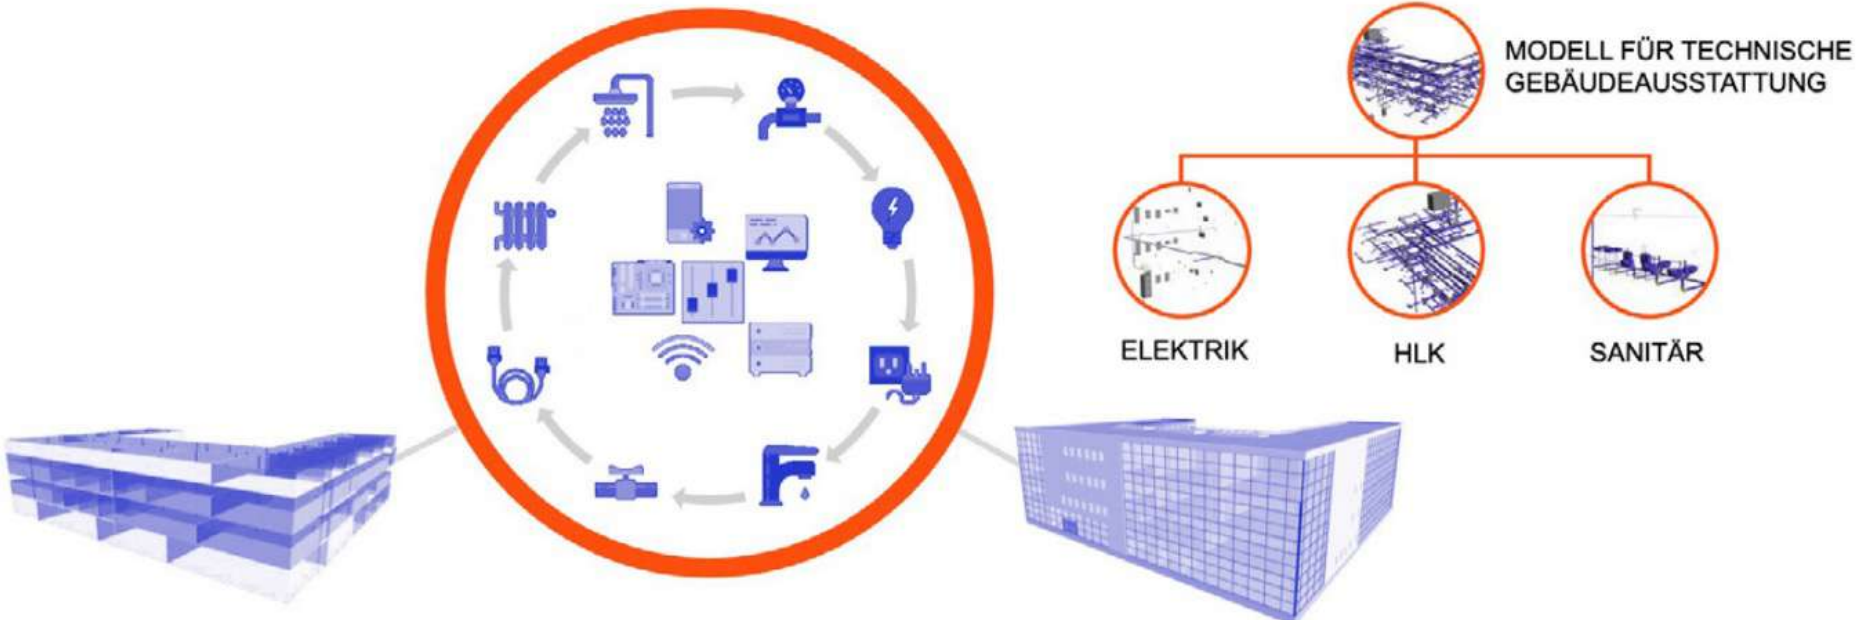 MODELL FÜR TECHNISCHE
GEBÄUDEAUSSTATTUNG
ELEKTRIK
HLK
SANITÄR